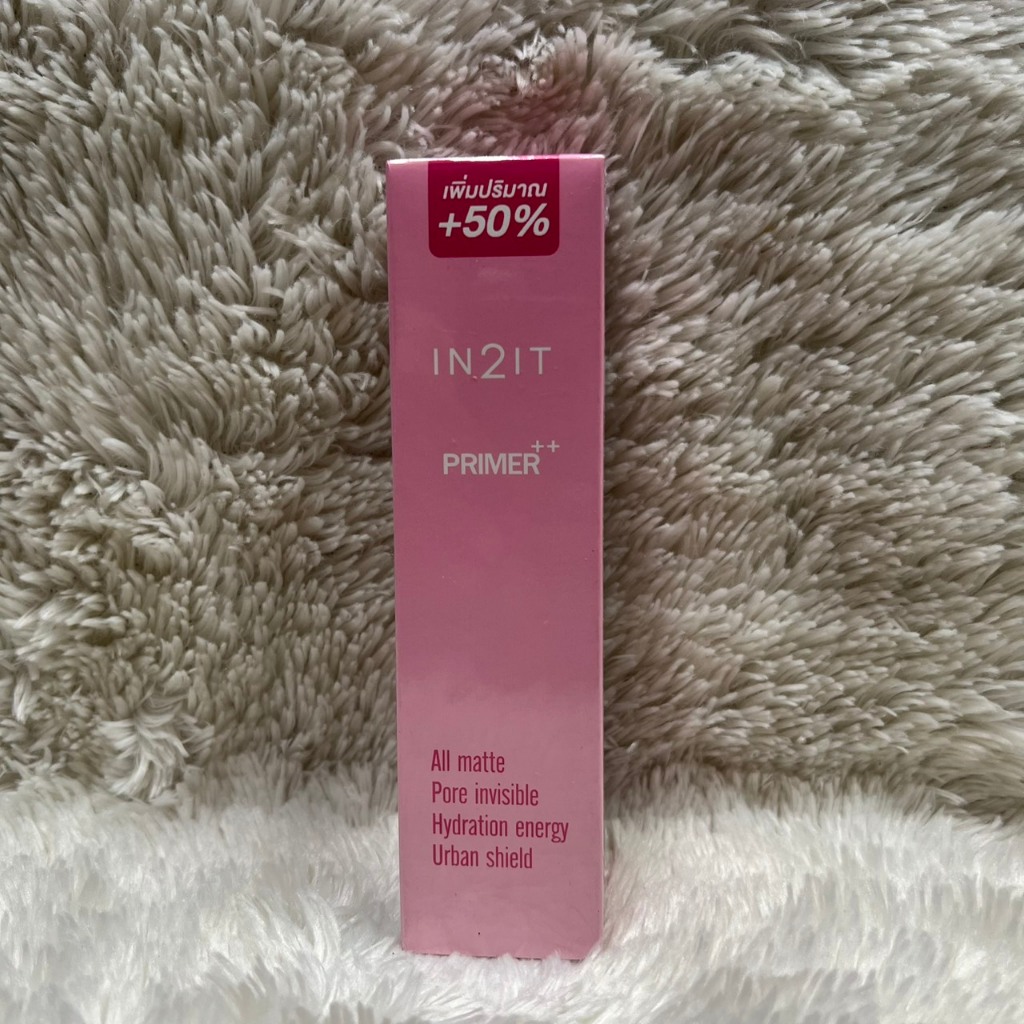 เพิ่มปริมาณ
+50%
IN2IT
PRIMER++
All matte
Pore invisible
Hydration energy
Urban shield